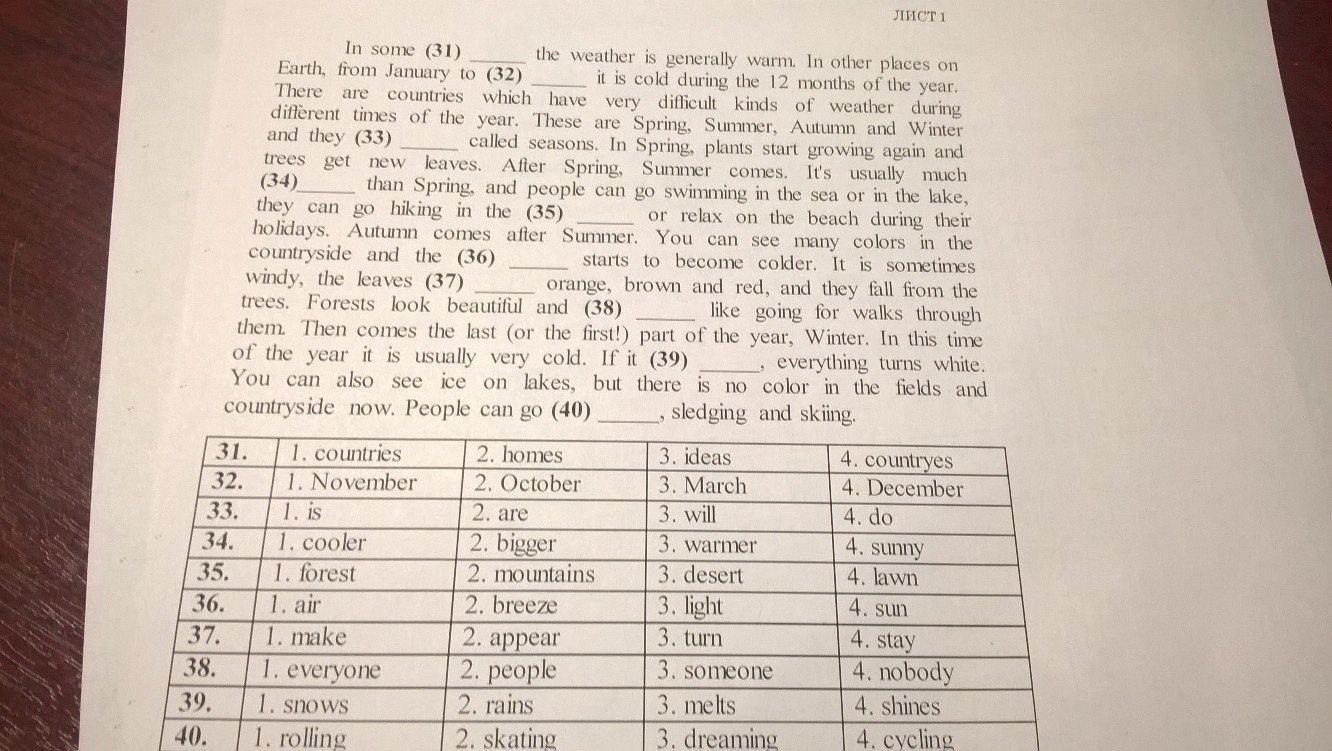 ЛИСТ 1
In some (31) ______ the weather is generally warm. In other places on
Earth, from January to (32) ______ it is cold during the 12 months of the year.
There are countries which have very difficult kinds of weather during
different times of the year. These are Spring, Summer, Autumn and Winter
and they (33) ______ called seasons. In Spring, plants start growing again and
trees get new leaves. After Spring, Summer comes. It's usually much
(34)______ than Spring, and people can go swimming in the sea or in the lake,
they can go hiking in the (35) ______ or relax on the beach during their
holidays. Autumn comes after Summer. You can see many colors in the
countryside and the (36) ______ starts to become colder. It is sometimes
windy, the leaves (37) ______ orange, brown and red, and they fall from the
trees. Forests look beautiful and (38) ______ like going for walks through
them. Then comes the last (or the first!) part of the year, Winter. In this time
of the year it is usually very cold. If it (39) ______, everything turns white.
You can also see ice on lakes, but there is no color in the fields and
countryside now. People can go (40) ______, sledging and skiing.
31. 1. countries 2. homes 3. ideas 4. countryes
32. 1. November 2. October 3. March 4. December
33. 1. is 2. are 3. will 4. do
34. 1. cooler 2. bigger 3. warmer 4. sunny
35. 1. forest 2. mountains 3. desert 4. lawn
36. 1. air 2. breeze 3. light 4. sun
37. 1. make 2. appear 3. turn 4. stay
38. 1. everyone 2. people 3. someone 4. nobody
39. 1. snows 2. rains 3. melts 4. shines
40. 1. rolling 2. skating 3. dreaming 4. cycling